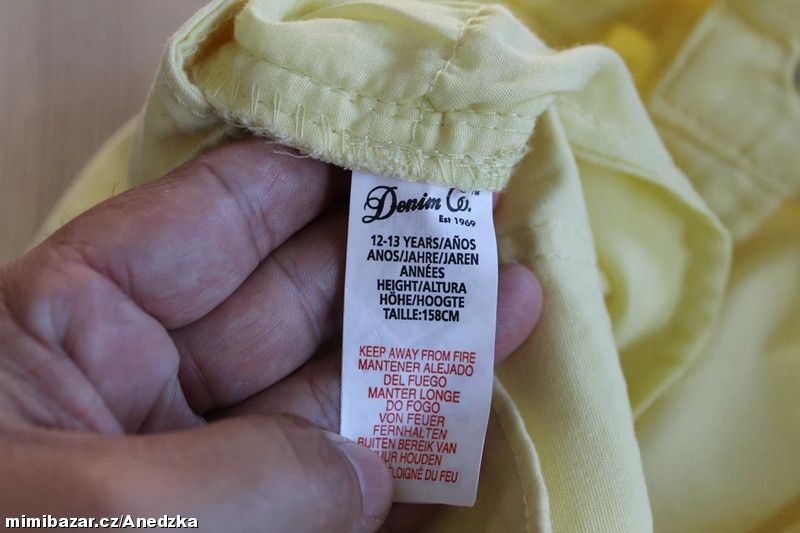 Denim Co.™
Est 1969
12-13 YEARS/AÑOS
ANOS/JAHRE/JAREN
ANNÉES
HEIGHT/ALTURA
HÖHE/HOOGTE
TAILLE:158CM
KEEP AWAY FROM FIRE
MANTENER ALEJADO
DEL FUEGO
MANTER LONGE
DO FOGO
VON FEUER
FERNHALTEN
BUITEN BEREIK VAN
HOUDEN
DU FEU
mimibazar.cz/Anedzka